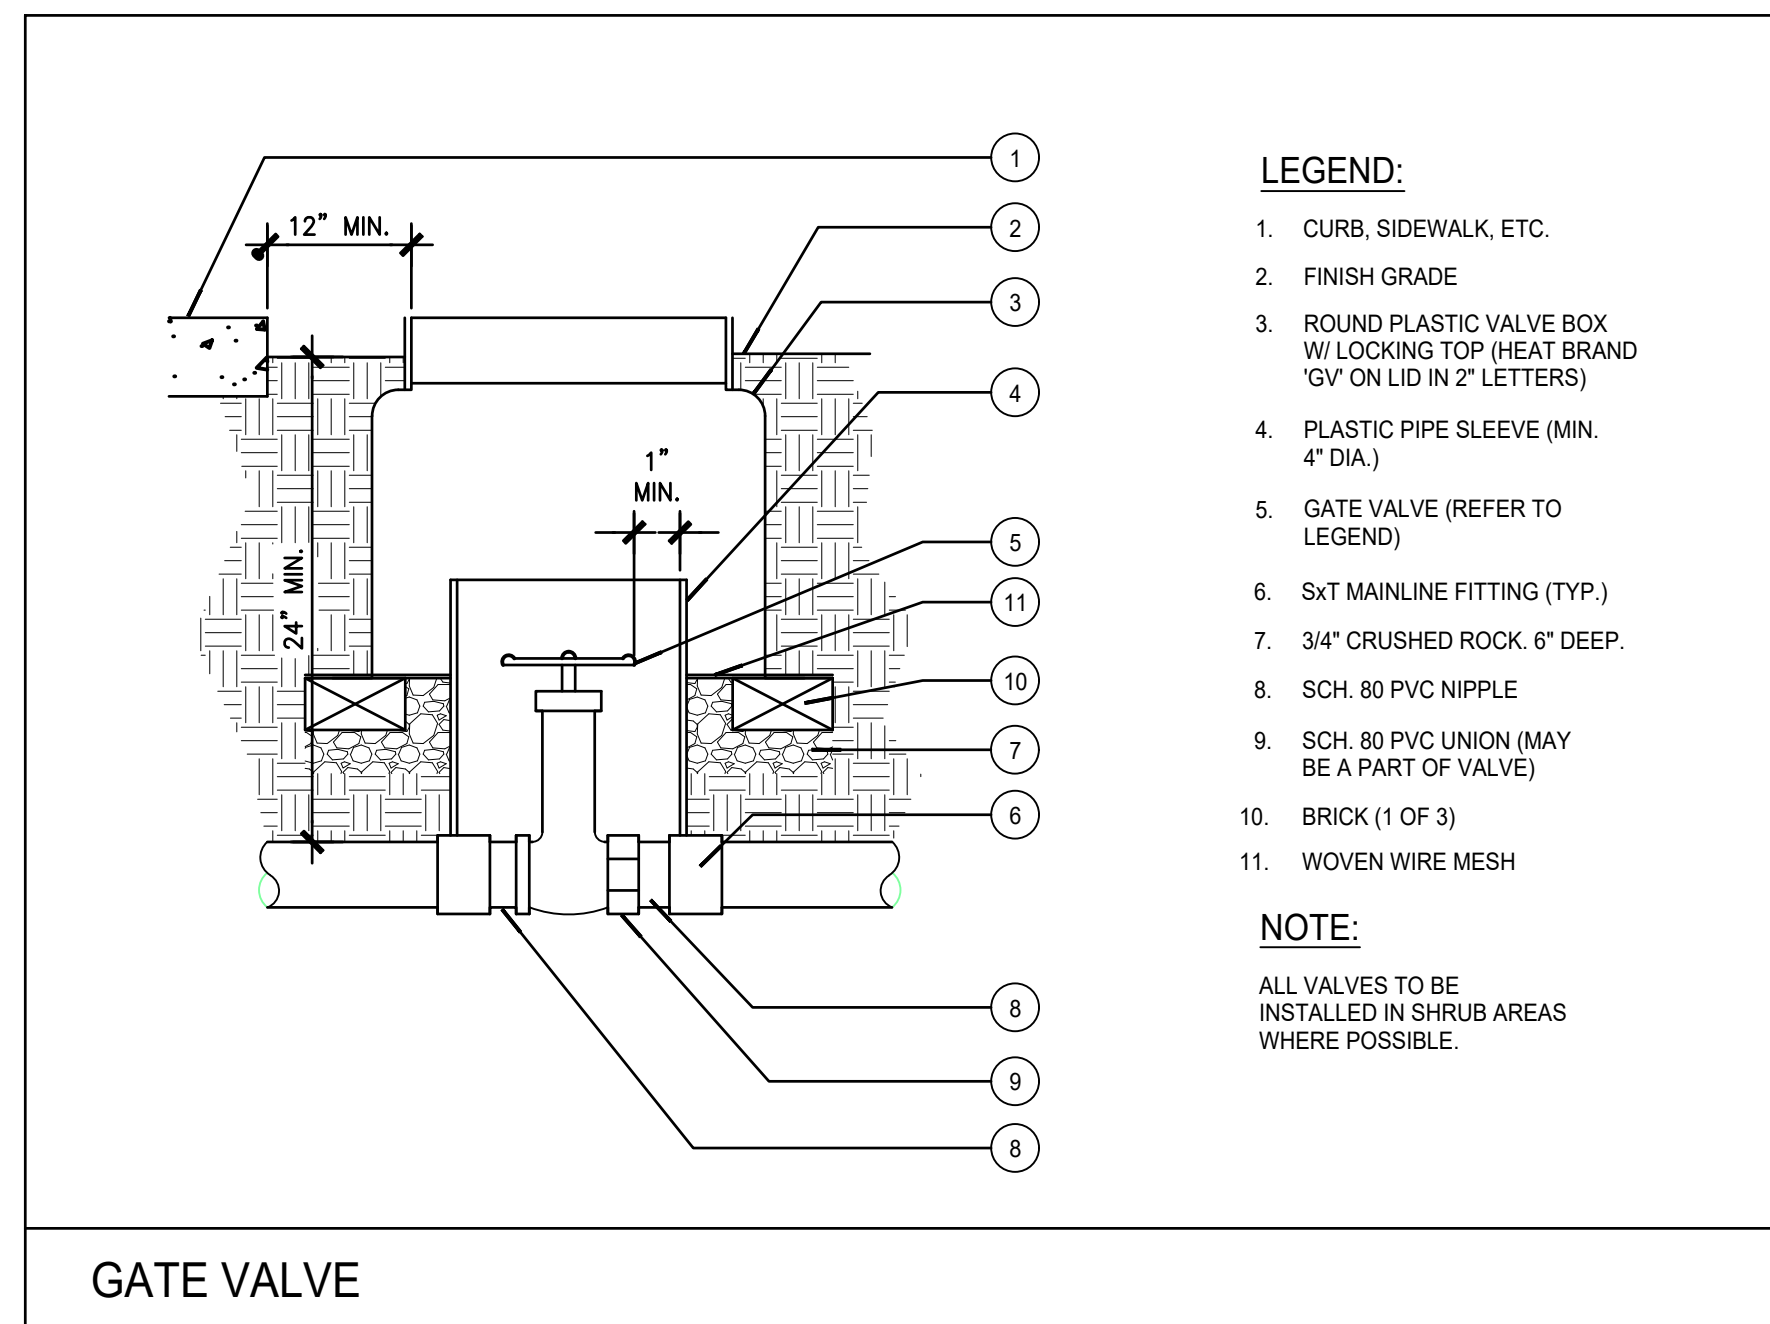 1
12” MIN.
2
3
4
1”
MIN.
5
11
24” MIN.
10
7
6
8
9
8
LEGEND:
1. CURB, SIDEWALK, ETC.
2. FINISH GRADE
3. ROUND PLASTIC VALVE BOX
W/ LOCKING TOP (HEAT BRAND
'GV' ON LID IN 2" LETTERS)
4. PLASTIC PIPE SLEEVE (MIN.
4" DIA.)
5. GATE VALVE (REFER TO
LEGEND)
6. SxT MAINLINE FITTING (TYP.)
7. 3/4" CRUSHED ROCK. 6" DEEP.
8. SCH. 80 PVC NIPPLE
9. SCH. 80 PVC UNION (MAY
BE A PART OF VALVE)
10. BRICK (1 OF 3)
11. WOVEN WIRE MESH
NOTE:
ALL VALVES TO BE
INSTALLED IN SHRUB AREAS
WHERE POSSIBLE.
GATE VALVE